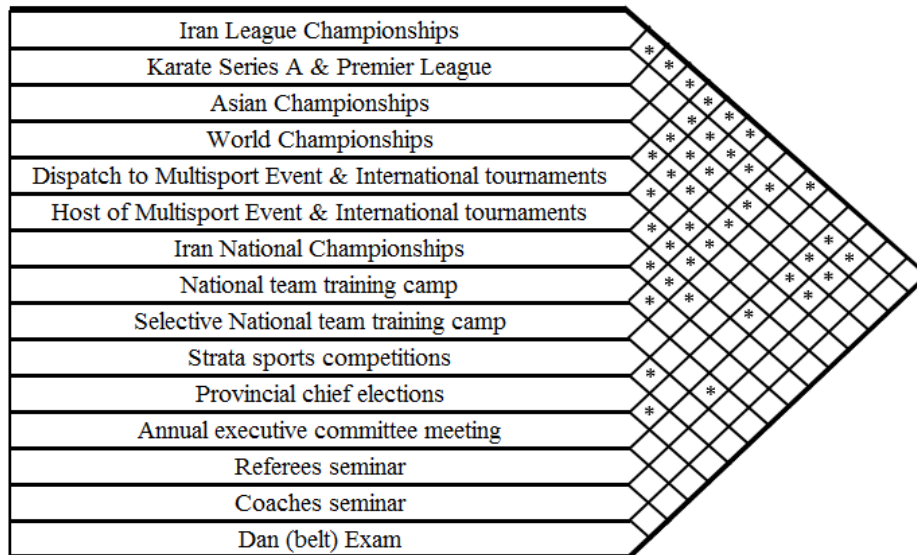 Iran League Championships
Karate Series A & Premier League
Asian Championships
World Championships
Dispatch to Multisport Event & International tournaments
Host of Multisport Event & International tournaments
Iran National Championships
National team training camp
Selective National team training camp
Strata sports competitions
Provincial chief elections
Annual executive committee meeting
Referees seminar
Coaches seminar
Dan (belt) Exam